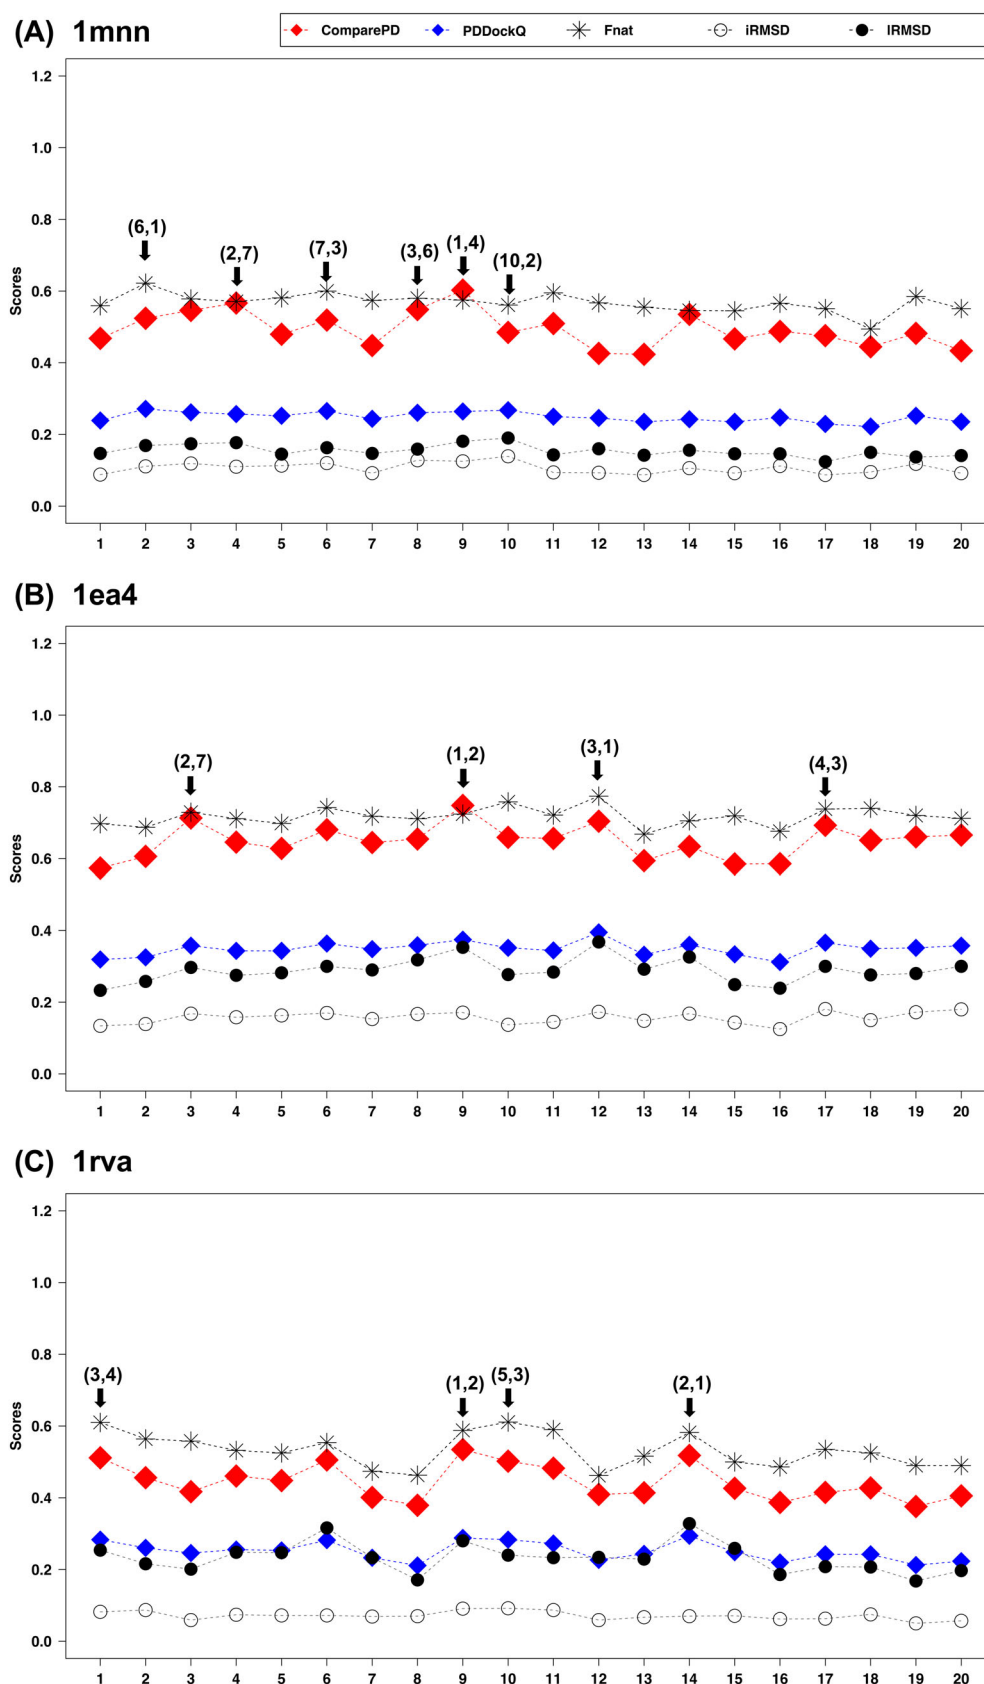 (A) 1mnn
ComparePD PDDockQ Fnat iRMSD lRMSD
1.2
1.0
0.8
0.6
0.4
0.2
0.0
Scores
(6,1) (2,7) (7,3) (3,6) (1,4) (10,2)
1 2 3 4 5 6 7 8 9 10 11 12 13 14 15 16 17 18 19 20
(B) 1ea4
1.2
1.0
0.8
0.6
0.4
0.2
0.0
Scores
(2,7) (1,2) (3,1) (4,3)
1 2 3 4 5 6 7 8 9 10 11 12 13 14 15 16 17 18 19 20
(C) 1rva
1.2
1.0
0.8
0.6
0.4
0.2
0.0
Scores
(3,4) (1,2) (5,3) (2,1)
1 2 3 4 5 6 7 8 9 10 11 12 13 14 15 16 17 18 19 20